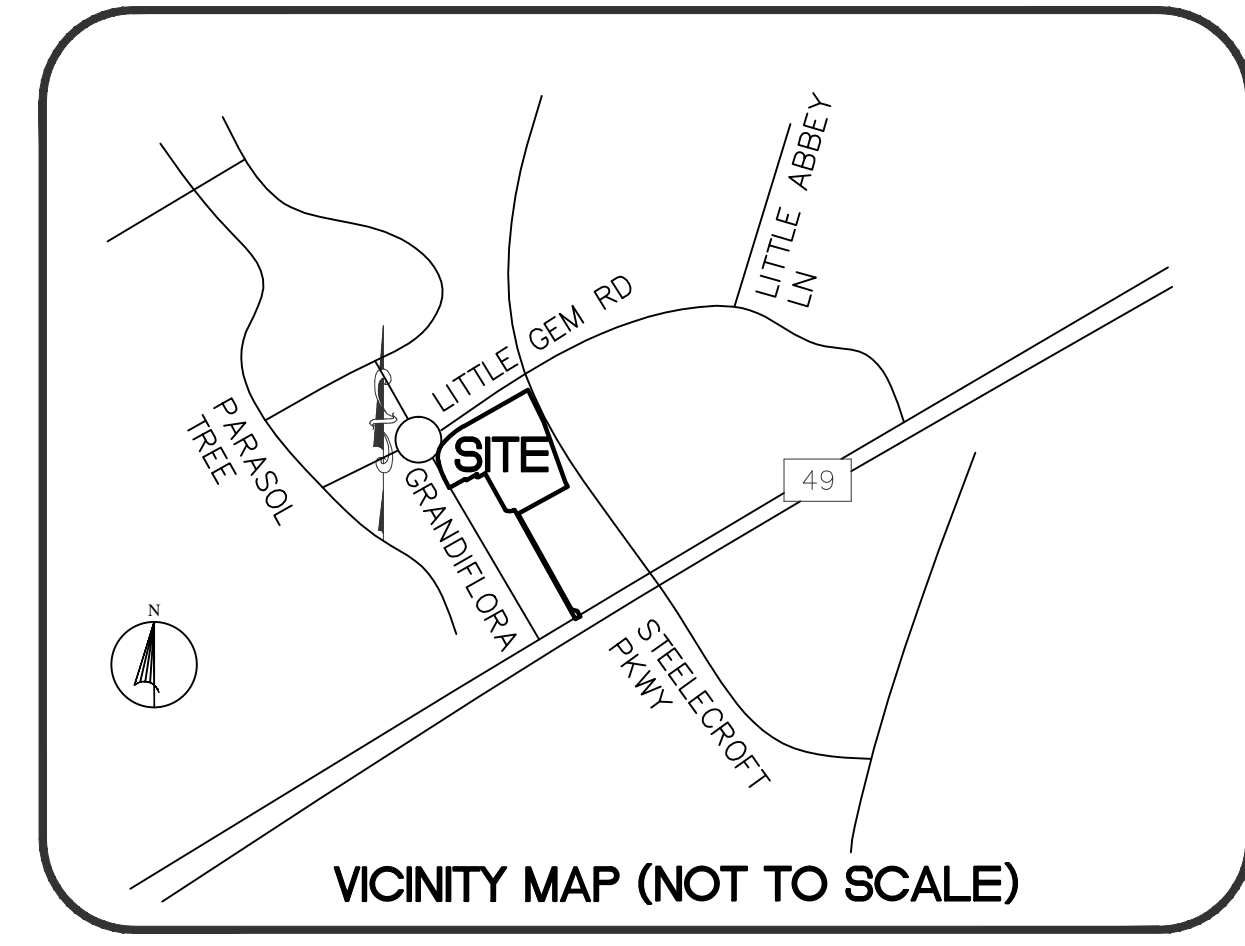 LITTLE ABBEY
LN
LITTLE GEM RD
PARASOL
TREE
SITE
49
GRANDIFLORA
N
STEELECROFT
PKWY
VICINITY MAP (NOT TO SCALE)